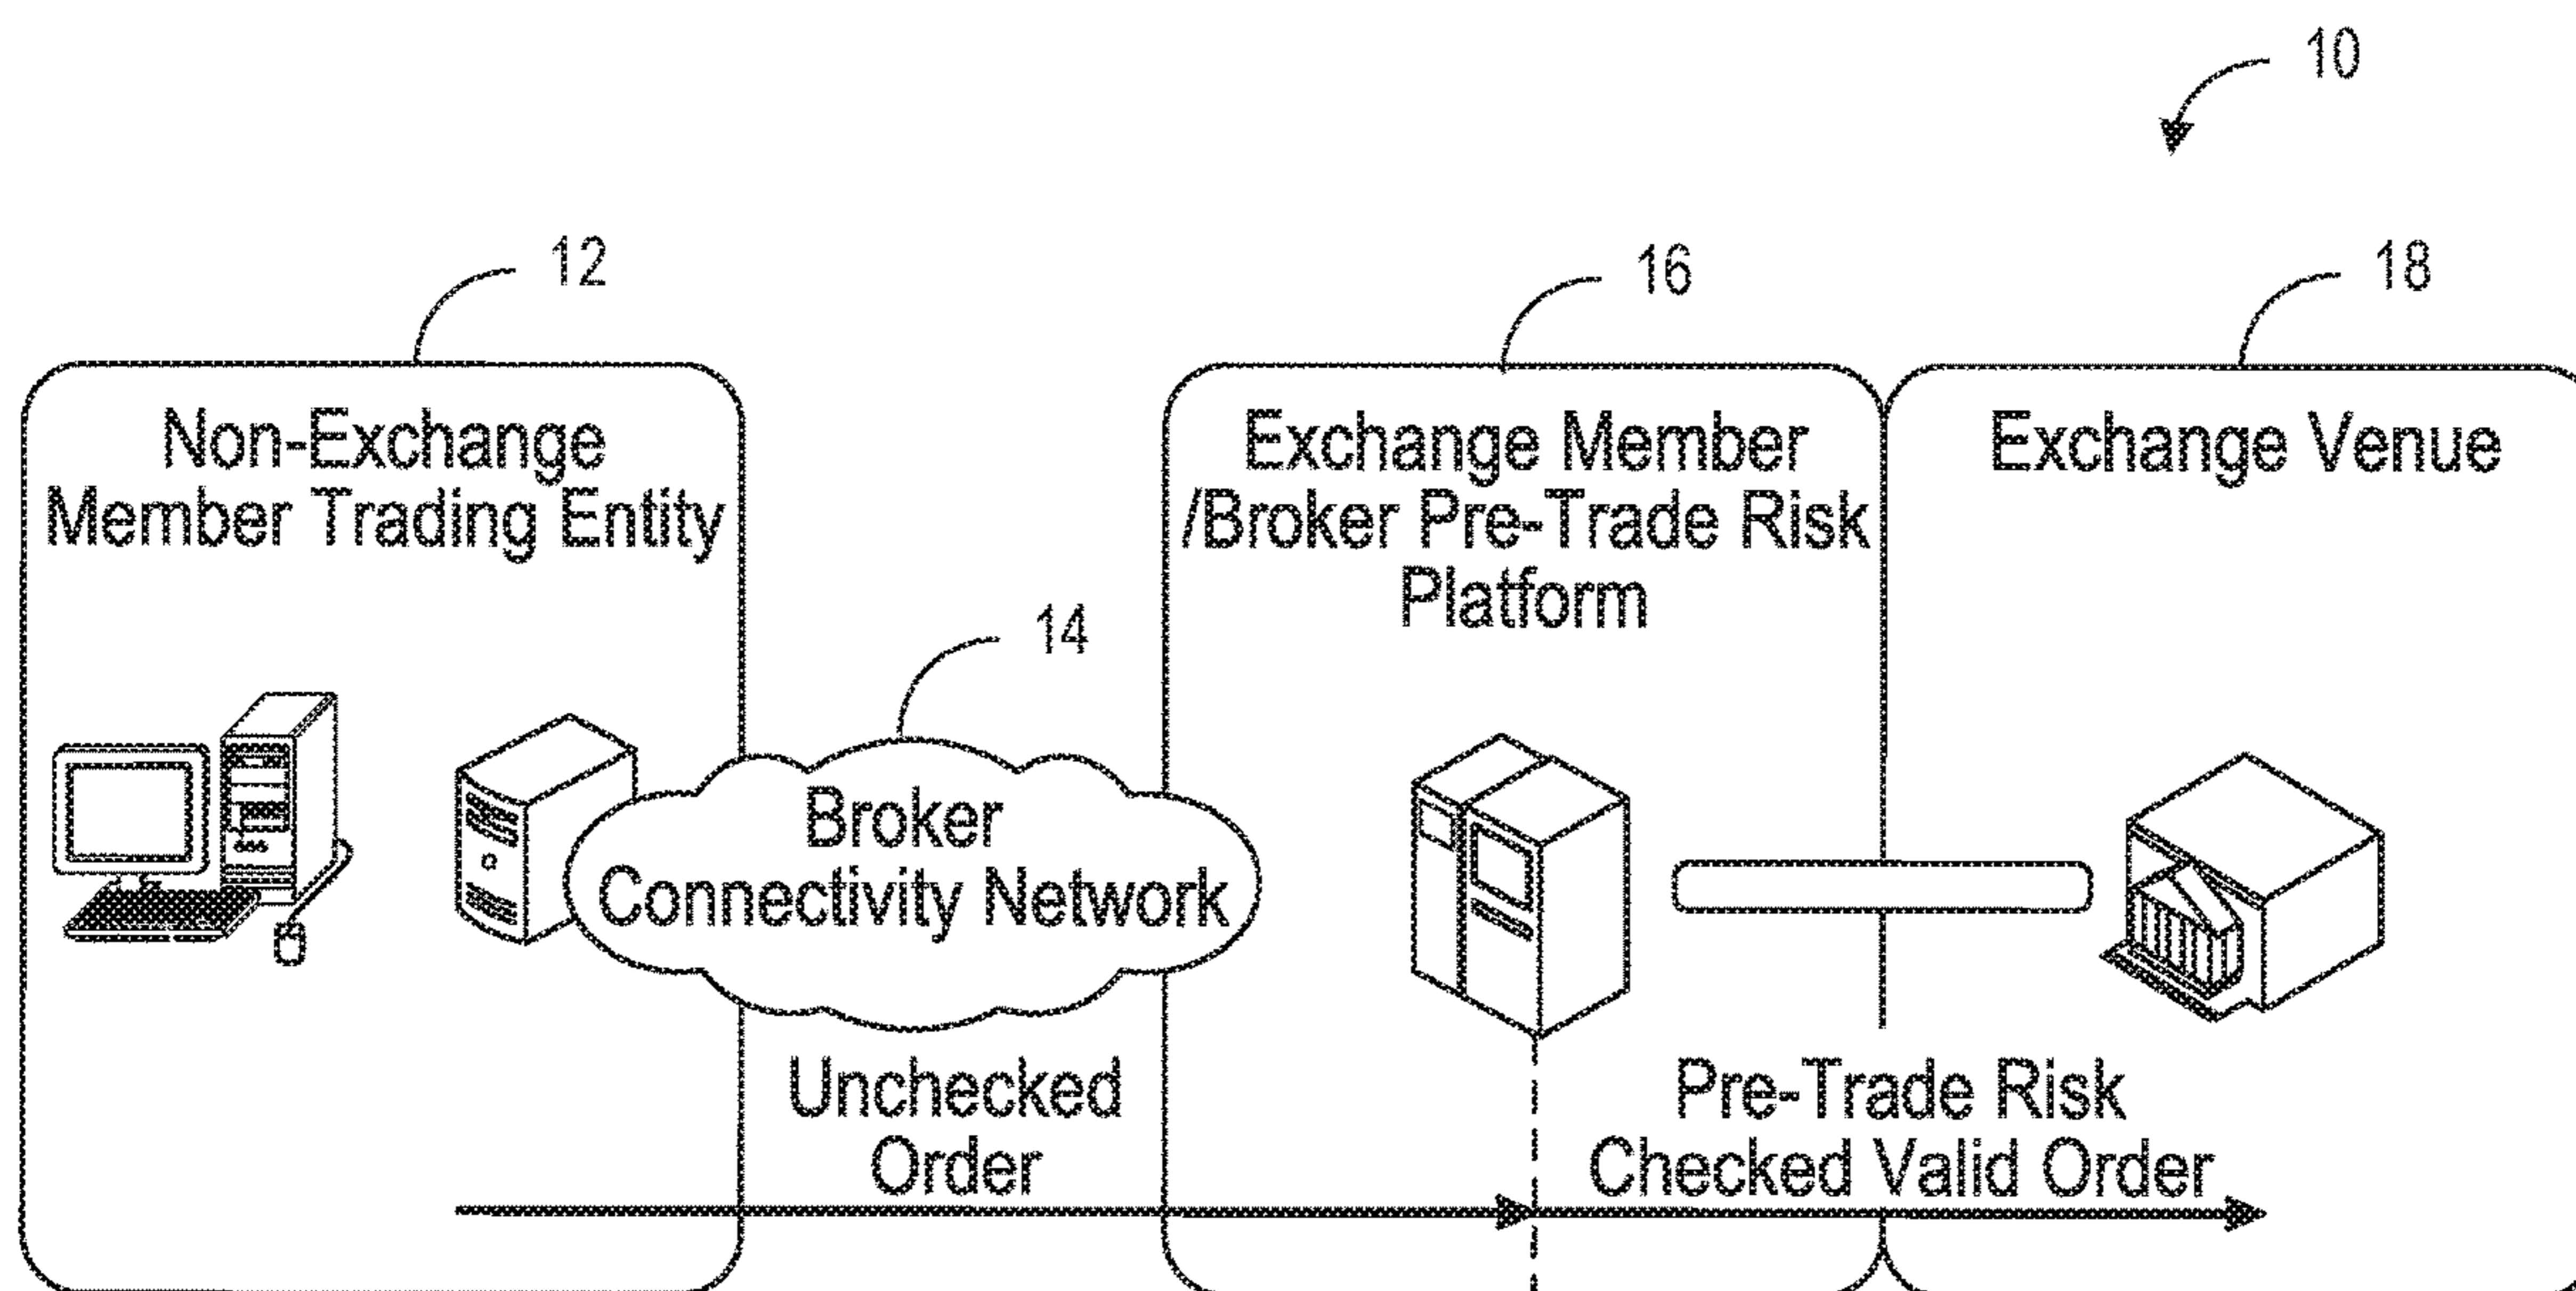 10
12
16
18
Non-Exchange
Member Trading Entity
Exchange Member
/Broker Pre-Trade Risk
Platform
Exchange Venue
14
Broker
Connectivity Network
Unchecked
Order
Pre-Trade Risk
Checked Valid Order